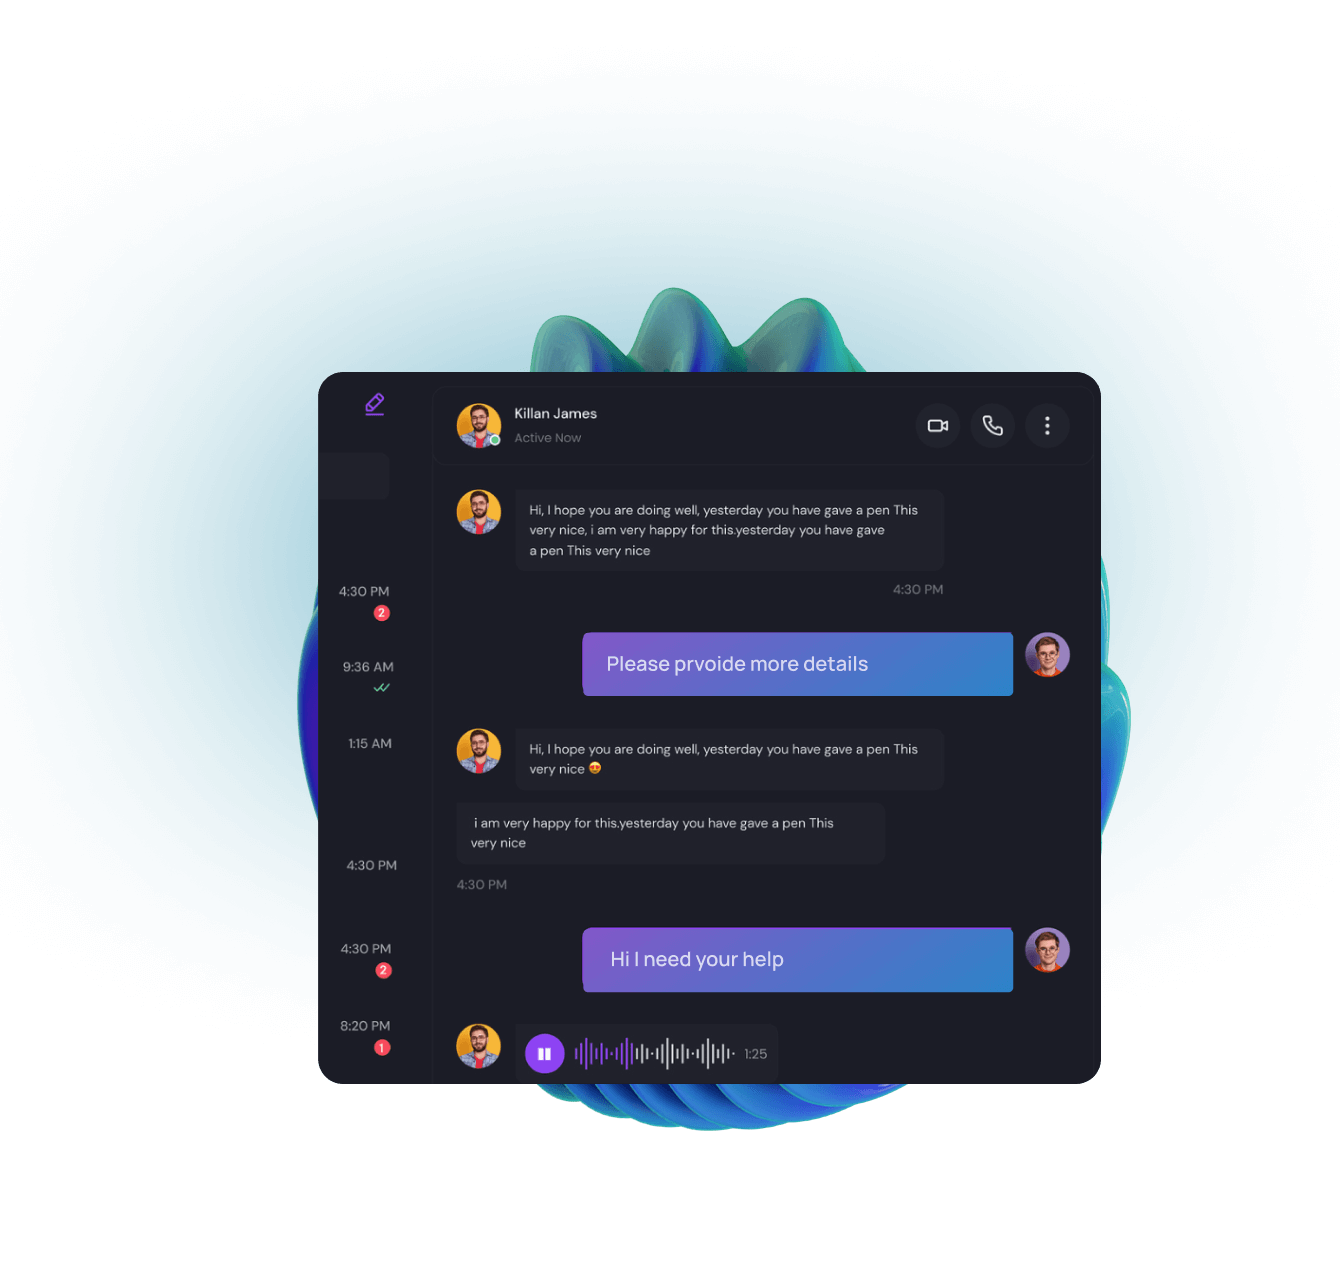 Killan James
Active Now
Hi, I hope you are doing well, yesterday you have gave a pen This
very nice, i am very happy for this.yesterday you have gave
a pen This very nice
4:30 PM
4:30 PM
2
Please prvoide more details
9:36 AM
1:15 AM
Hi, I hope you are doing well, yesterday you have gave a pen This
very nice 😍
i am very happy for this.yesterday you have gave a pen This
very nice
4:30 PM
4:30 PM
4:30 PM
2
Hi I need your help
8:20 PM
1
1:25